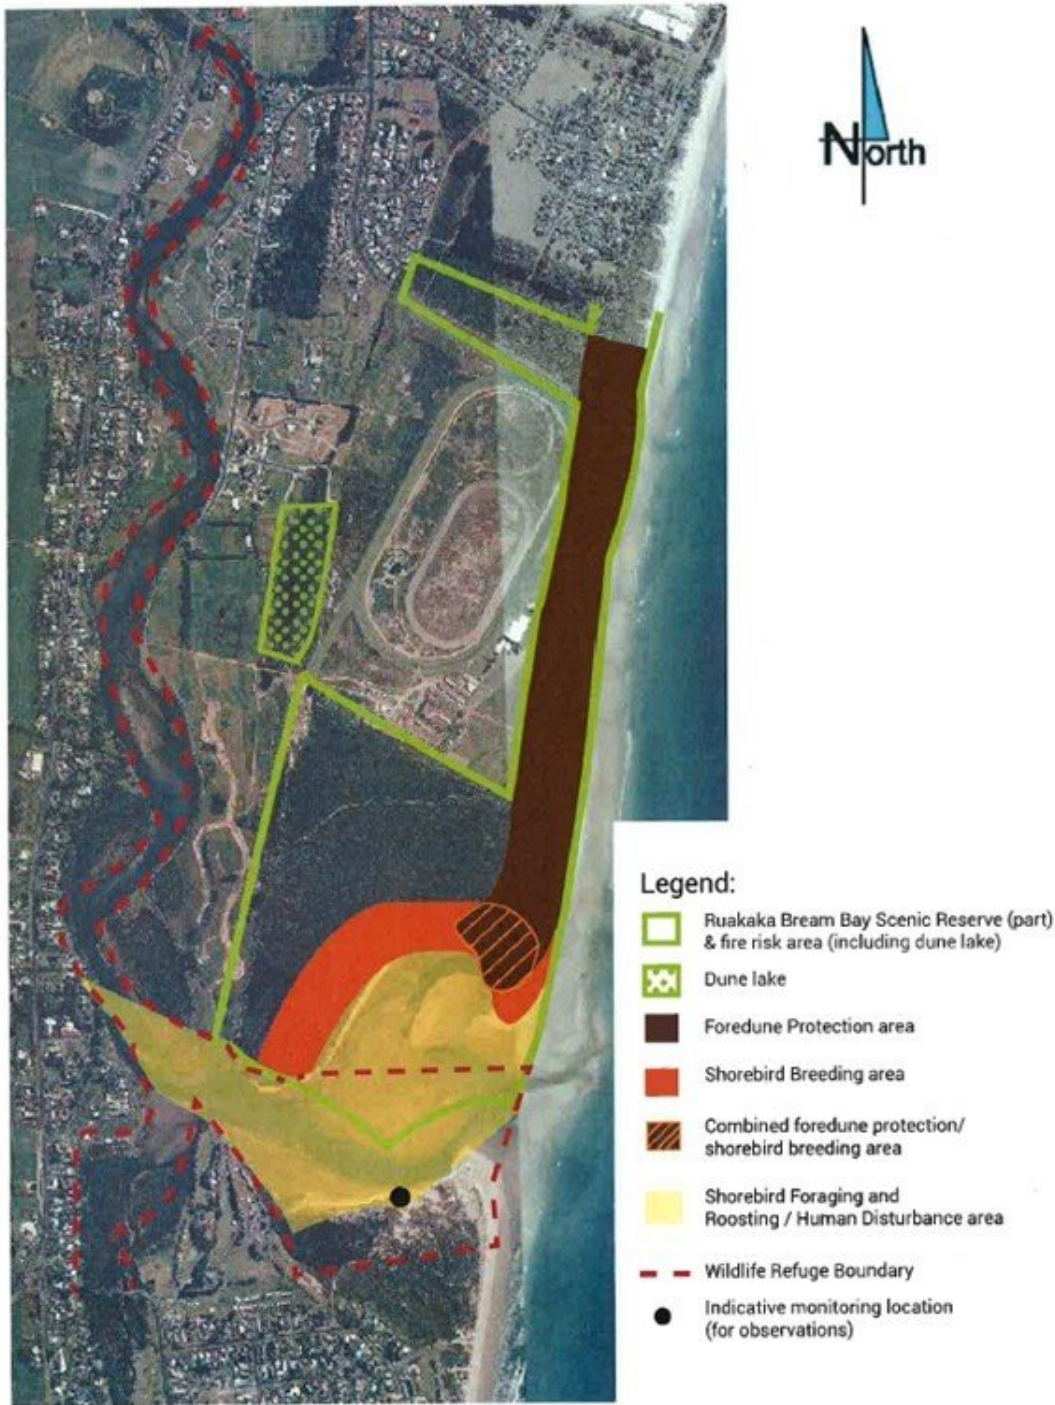 North
Legend:
Ruakaka Bream Bay Scenic Reserve (part)
& fire risk area (including dune lake)
Dune lake
Foredune Protection area
Shorebird Breeding area
Combined foredune protection/
shorebird breeding area
Shorebird Foraging and
Roosting / Human Disturbance area
Wildlife Refuge Boundary
Indicative monitoring location
(for observations)